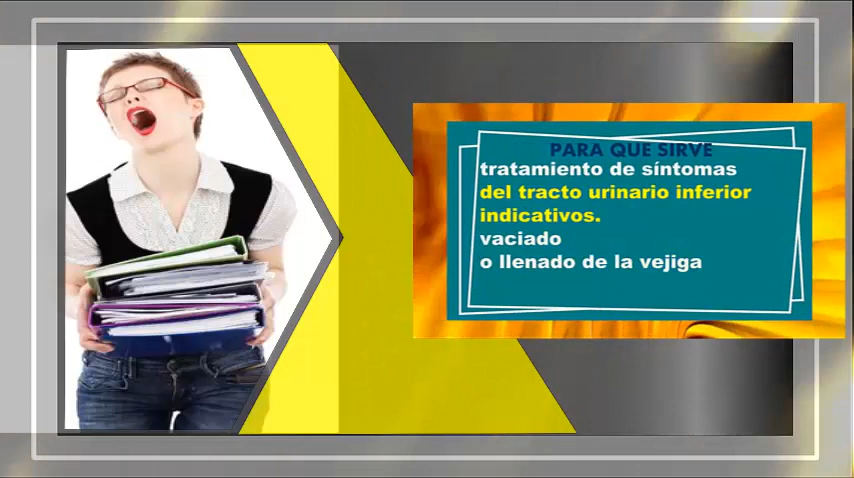 PARA QUE SIRVE
tratamiento de síntomas
del tracto urinario inferior
indicativos.
vaciado
o llenado de la vejiga